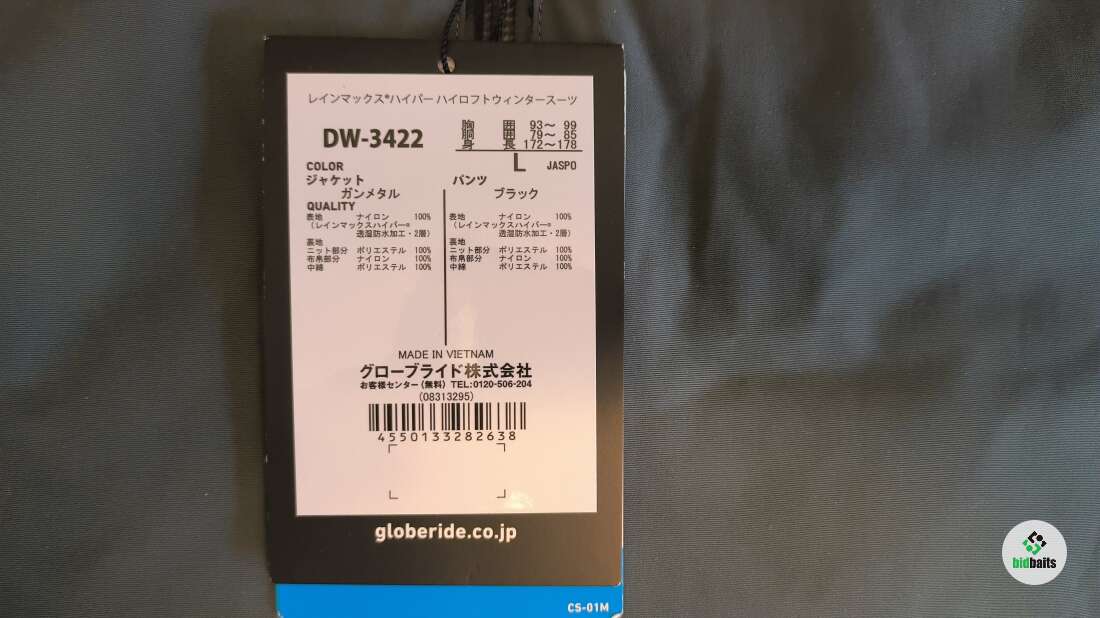 レインマックス®ハイパー ハイロフトウィンタースーツ
DW-3422
胸 囲 93～ 99
胴 囲 79～ 85
身 長 172～178
L JASPO
COLOR
ジャケット パンツ
ガンメタル ブラック
QUALITY
表地 ナイロン 100% 表地 ナイロン 100%
(レインマックスハイパー® (レインマックスハイパー®
透湿防水加工・2層) 透湿防水加工・2層)
裏地 裏地
ニット部分 ポリエステル 100% ニット部分 ポリエステル 100%
布帛部分 ナイロン 100% 布帛部分 ナイロン 100%
中綿 ポリエステル 100% 中綿 ポリエステル 100%
MADE IN VIETNAM
グローブライド株式会社
お客様センター(無料) TEL:0120-506-204
(08313295)
4550133282638
globeride.co.jp
CS-01M
bidbaits